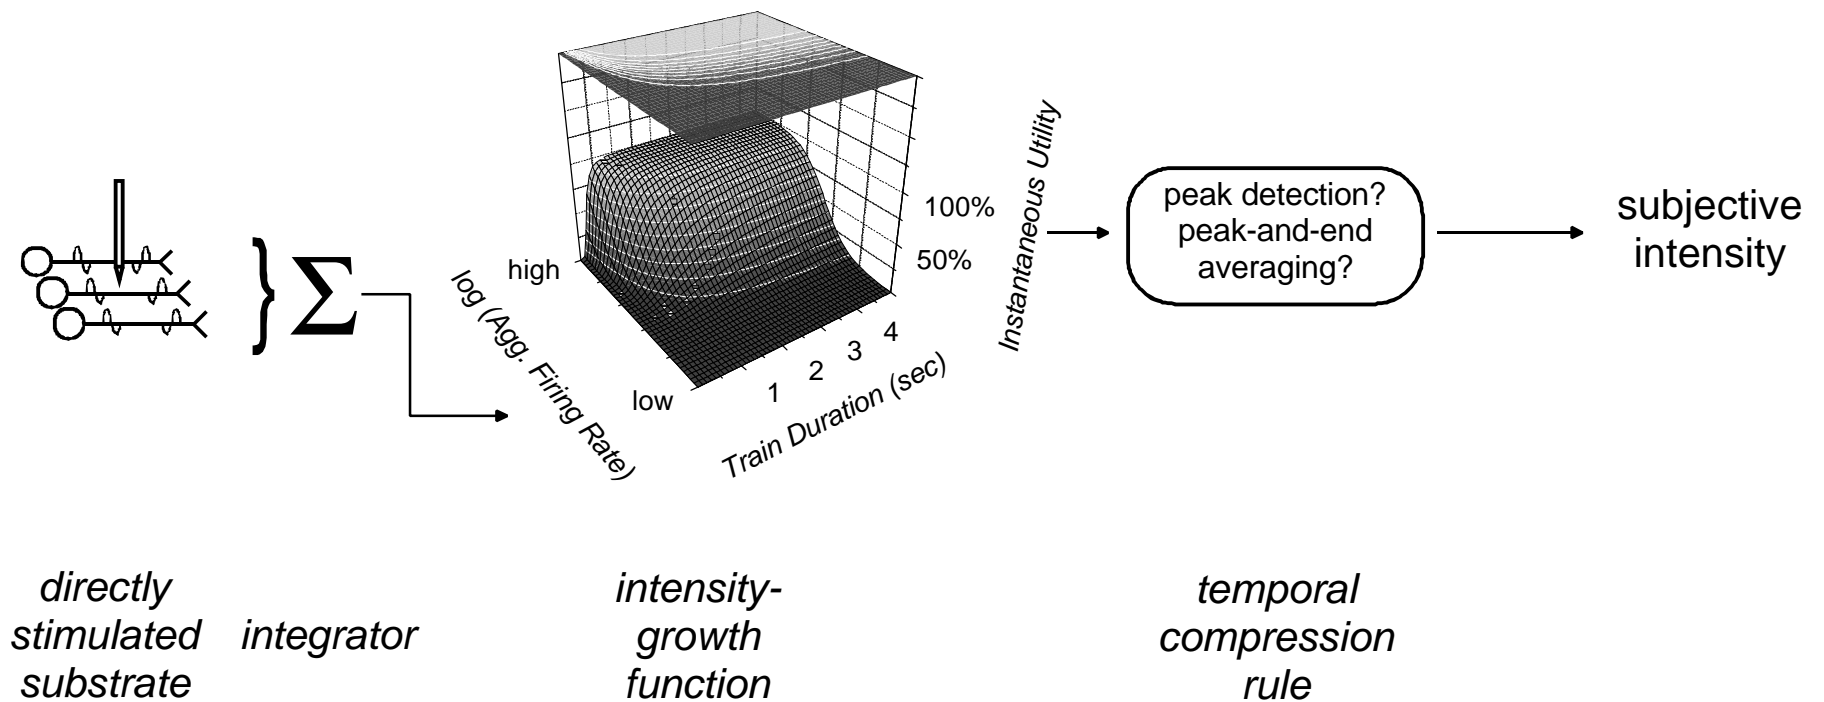 high
low
log (Agg. Firing Rate)
1
2
3
4
Train Duration (sec)
100%
50%
Instantaneous Utility
Σ
}
peak detection?
peak-and-end
averaging?
subjective
intensity
directly
stimulated
substrate
integrator
intensity-
growth
function
temporal
compression
rule